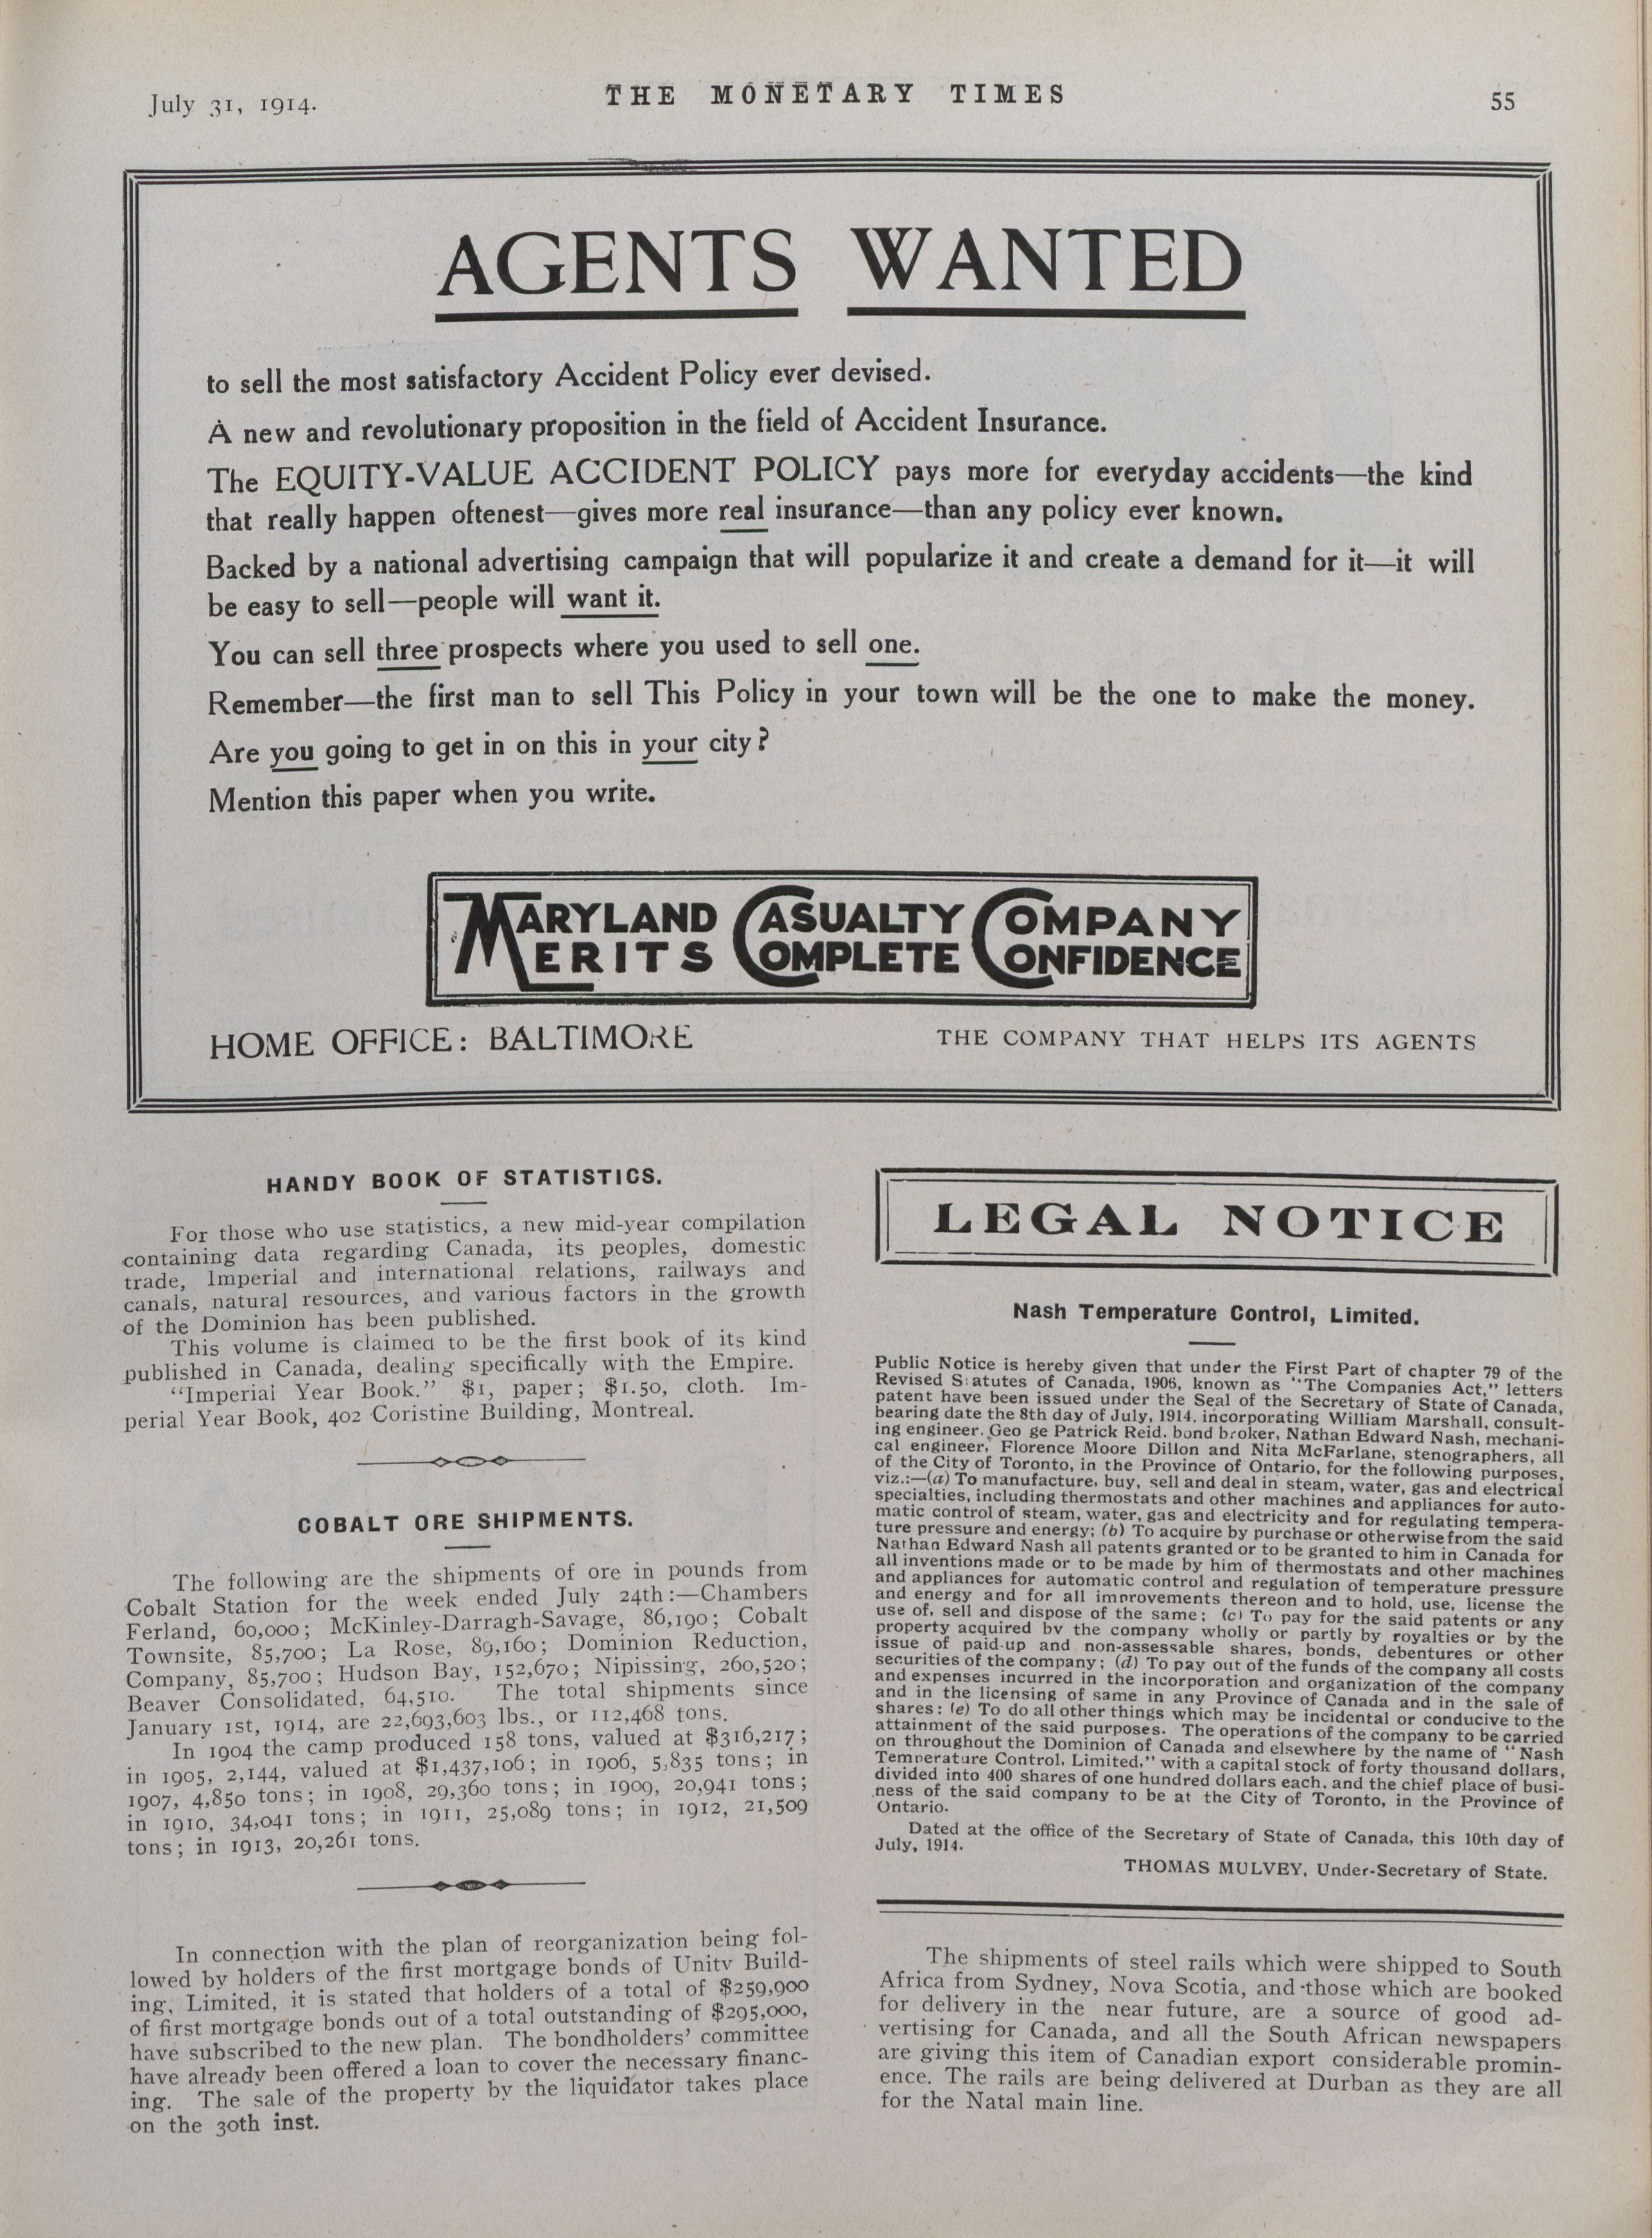 July 31, 1914.
THE MONETARY TIMES
55
AGENTS WANTED
to sell the most satisfactory Accident Policy ever devised.
A new and revolutionary proposition in the field of Accident Insurance.
The EQUITY-VALUE ACCIDENT POLICY pays more for everyday accidents—the kind
that really happen oftenest—gives more real insurance—than any policy ever known.
Backed by a national advertising campaign that will popularize it and create a demand for it—it will
be easy to sell—people will want it.
You can sell three prospects where you used to sell one.
Remember—the first man to sell This Policy in your town will be the one to make the money.
Are you going to get in on this in your city?
Mention this paper when you write.
MARYLAND CASUALTY COMPANY
MERITS COMPLETE CONFIDENCE
HOME OFFICE: BALTIMORE
THE COMPANY THAT HELPS ITS AGENTS
HANDY BOOK OF STATISTICS.
For those who use statistics, a new mid-year compilation
containing data regarding Canada, its peoples, domestic
trade, Imperial and international relations, railways and
canals, natural resources, and various factors in the growth
of the Dominion has been published.
This volume is claimed to be the first book of its kind
published in Canada, dealing specifically with the Empire.
"Imperial Year Book." $1, paper; $1.50, cloth. Im-
perial Year Book, 402 Coristine Building, Montreal.
COBALT ORE SHIPMENTS.
The following are the shipments of ore in pounds from
Cobalt Station for the week ended July 24th:—Chambers
Ferland, 60,000; McKinley-Darragh-Savage, 86,190; Cobalt
Townsite, 85,700; La Rose, 89,160; Dominion Reduction,
Company, 85,700; Hudson Bay, 152,670; Nipissing, 260,520;
Beaver Consolidated, 64,510. The total shipments since
January 1st, 1914, are 22,693,603 lbs., or 112,468 tons.
In 1904 the camp produced 158 tons, valued at $316,217;
in 1905, 2,144, valued at $1,437,106; in 1906, 5,835 tons; in
1907, 4,850 tons; in 1908, 29,360 tons; in 1909, 20,941 tons;
in 1910, 34,041 tons; in 1911, 25,089 tons; in 1912, 21,509
tons; in 1913, 20,261 tons.
In connection with the plan of reorganization being fol-
lowed by holders of the first mortgage bonds of Unity Build-
ing, Limited, it is stated that holders of a total of $259,900
of first mortgage bonds out of a total outstanding of $295,000,
have subscribed to the new plan. The bondholders' committee
have already been offered a loan to cover the necessary financ-
ing. The sale of the property by the liquidator takes place
on the 30th inst.
LEGAL NOTICE
Nash Temperature Control, Limited.
Public Notice is hereby given that under the First Part of chapter 79 of the
Revised Statutes of Canada, 1906, known as "The Companies Act," letters
patent have been issued under the Seal of the Secretary of State of Canada,
bearing date the 8th day of July, 1914, incorporating William Marshall, consult-
ing engineer, Geo ge Patrick Reid, bond broker, Nathan Edward Nash, mechani-
cal engineer, Florence Moore Dillon and Nita McFarlane, stenographers, all
of the City of Toronto, in the Province of Ontario, for the following purposes,
viz.:—(a) To manufacture, buy, sell and deal in steam, water, gas and electrical
specialties, including thermostats and other machines and appliances for auto-
matic control of steam, water, gas and electricity and for regulating tempera-
ture pressure and energy; (b) To acquire by purchase or otherwise from the said
Nathan Edward Nash all patents granted or to be granted to him in Canada for
all inventions made or to be made by him of thermostats and other machines
and appliances for automatic control and regulation of temperature pressure
and energy and for all improvements thereon and to hold, use, license the
use of, sell and dispose of the same; (c) To pay for the said patents or any
property acquired by the company wholly or partly by royalties or by the
issue of paid-up and non-assessable shares, bonds, debentures or other
securities of the company; (d) To pay out of the funds of the company all costs
and expenses incurred in the incorporation and organization of the company
and in the licensing of same in any Province of Canada and in the sale of
shares: (e) To do all other things which may be incidental or conducive to the
attainment of the said purposes. The operations of the company to be carried
on throughout the Dominion of Canada and elsewhere by the name of "Nash
Temperature Control, Limited," with a capital stock of forty thousand dollars,
divided into 400 shares of one hundred dollars each, and the chief place of busi-
ness of the said company to be at the City of Toronto, in the Province of
Ontario.
Dated at the office of the Secretary of State of Canada, this 10th day of
July, 1914.
THOMAS MULVEY, Under-Secretary of State.
The shipments of steel rails which were shipped to South
Africa from Sydney, Nova Scotia, and those which are booked
for delivery in the near future, are a source of good ad-
vertising for Canada, and all the South African newspapers
are giving this item of Canadian export considerable promin-
ence. The rails are being delivered at Durban as they are all
for the Natal main line.